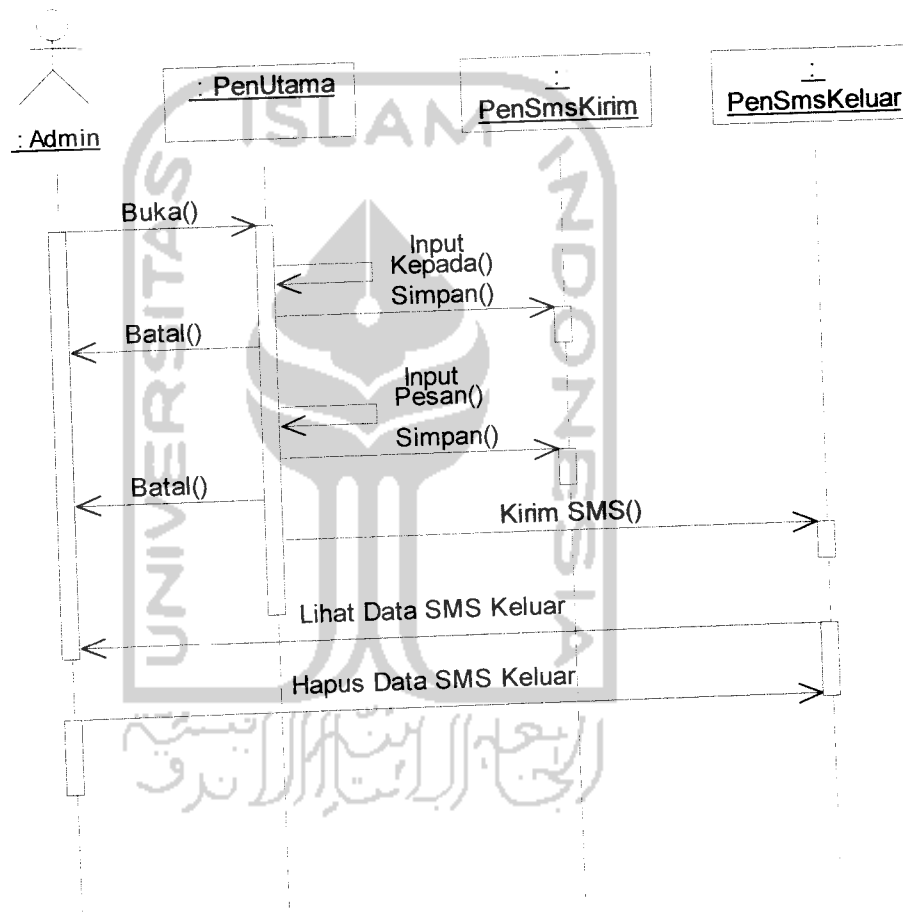 : PenUtama
:
PenSmsKirim
:
PenSmsKeluar
: Admin
Buka()
Input
Kepada()
Simpan()
Batal()
Input
Pesan()
Simpan()
Batal()
Kirim SMS()
Lihat Data SMS Keluar
Hapus Data SMS Keluar
UNIVERSITAS
ISLAM
INDONESIA